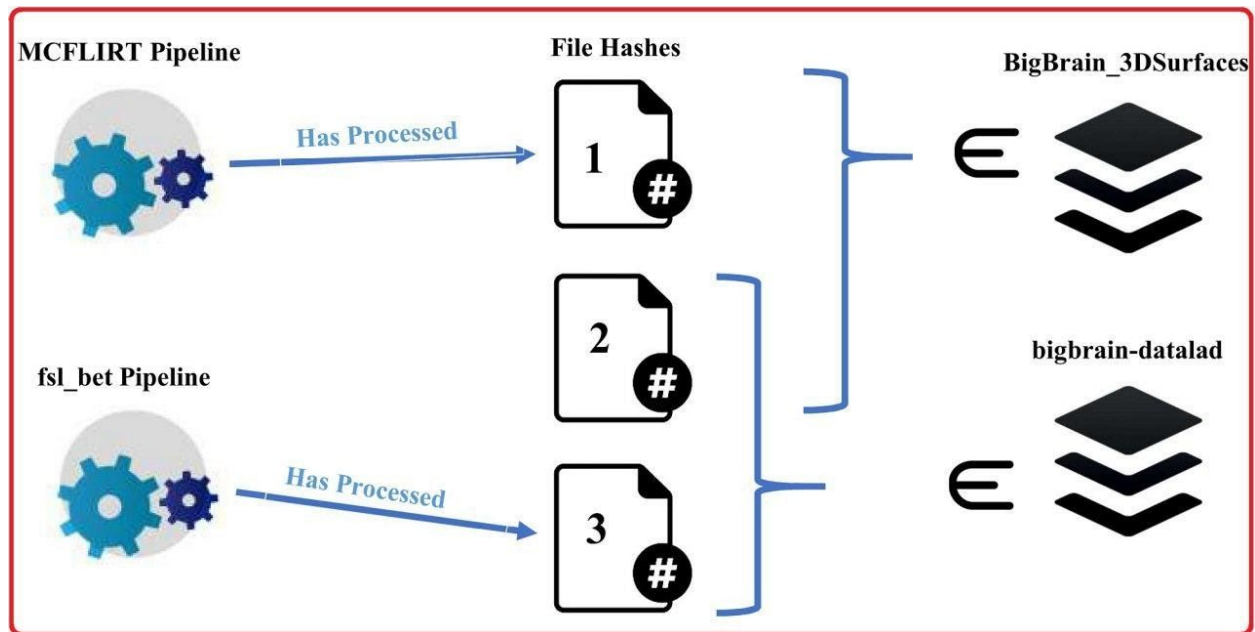 MCFLIRT Pipeline
File Hashes
BigBrain_3DSurfaces
Has Processed
1
#
∈
2
#
bigbrain-datalad
fsl_bet Pipeline
Has Processed
3
#
∈